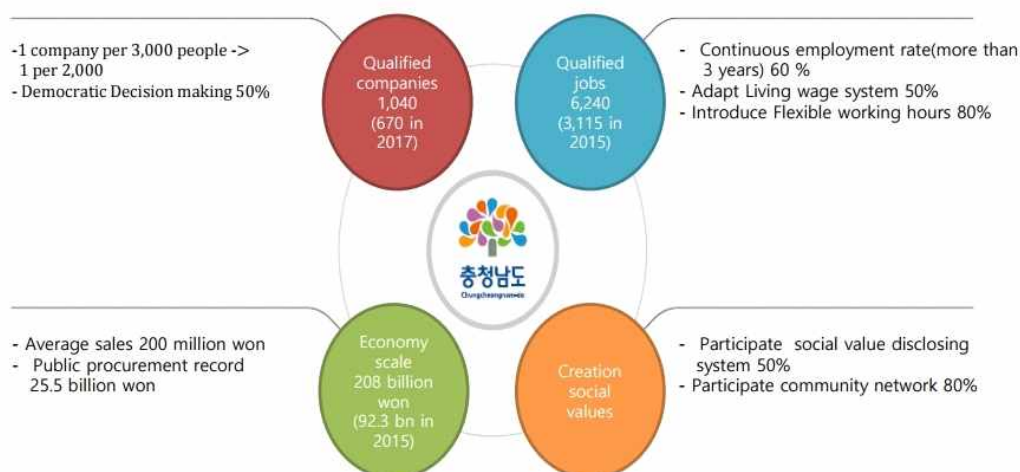 -1 company per 3,000 people ->
1 per 2,000
- Democratic Decision making 50%
Qualified
companies
1,040
(670 in
2017)
Qualified
jobs
6,240
(3,115 in
2015)
- Continuous employment rate(more than
3 years) 60 %
- Adapt Living wage system 50%
- Introduce Flexible working hours 80%
충청남도
Chungcheongnam-do
- Average sales 200 million won
- Public procurement record
25.5 billion won
Economy
scale
208 billion
won
(92.3 bn in
2015)
Creation
social
values
- Participate social value disclosing
system 50%
- Participate community network 80%